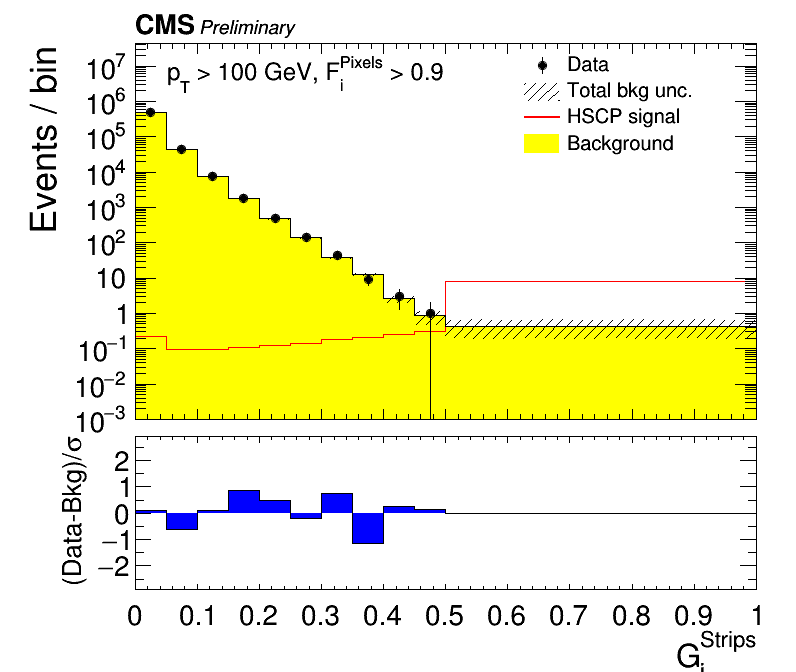 CMS Preliminary
p_T > 100 GeV, F_i^Pixels > 0.9
Data
Total bkg unc.
HSCP signal
Background
Events / bin
10^7
10^6
10^5
10^4
10^3
10^2
10
1
10^−1
10^−2
10^−3
(Data-Bkg)/σ
2
1
0
−1
−2
0 0.1 0.2 0.3 0.4 0.5 0.6 0.7 0.8 0.9 1
G_i^Strips